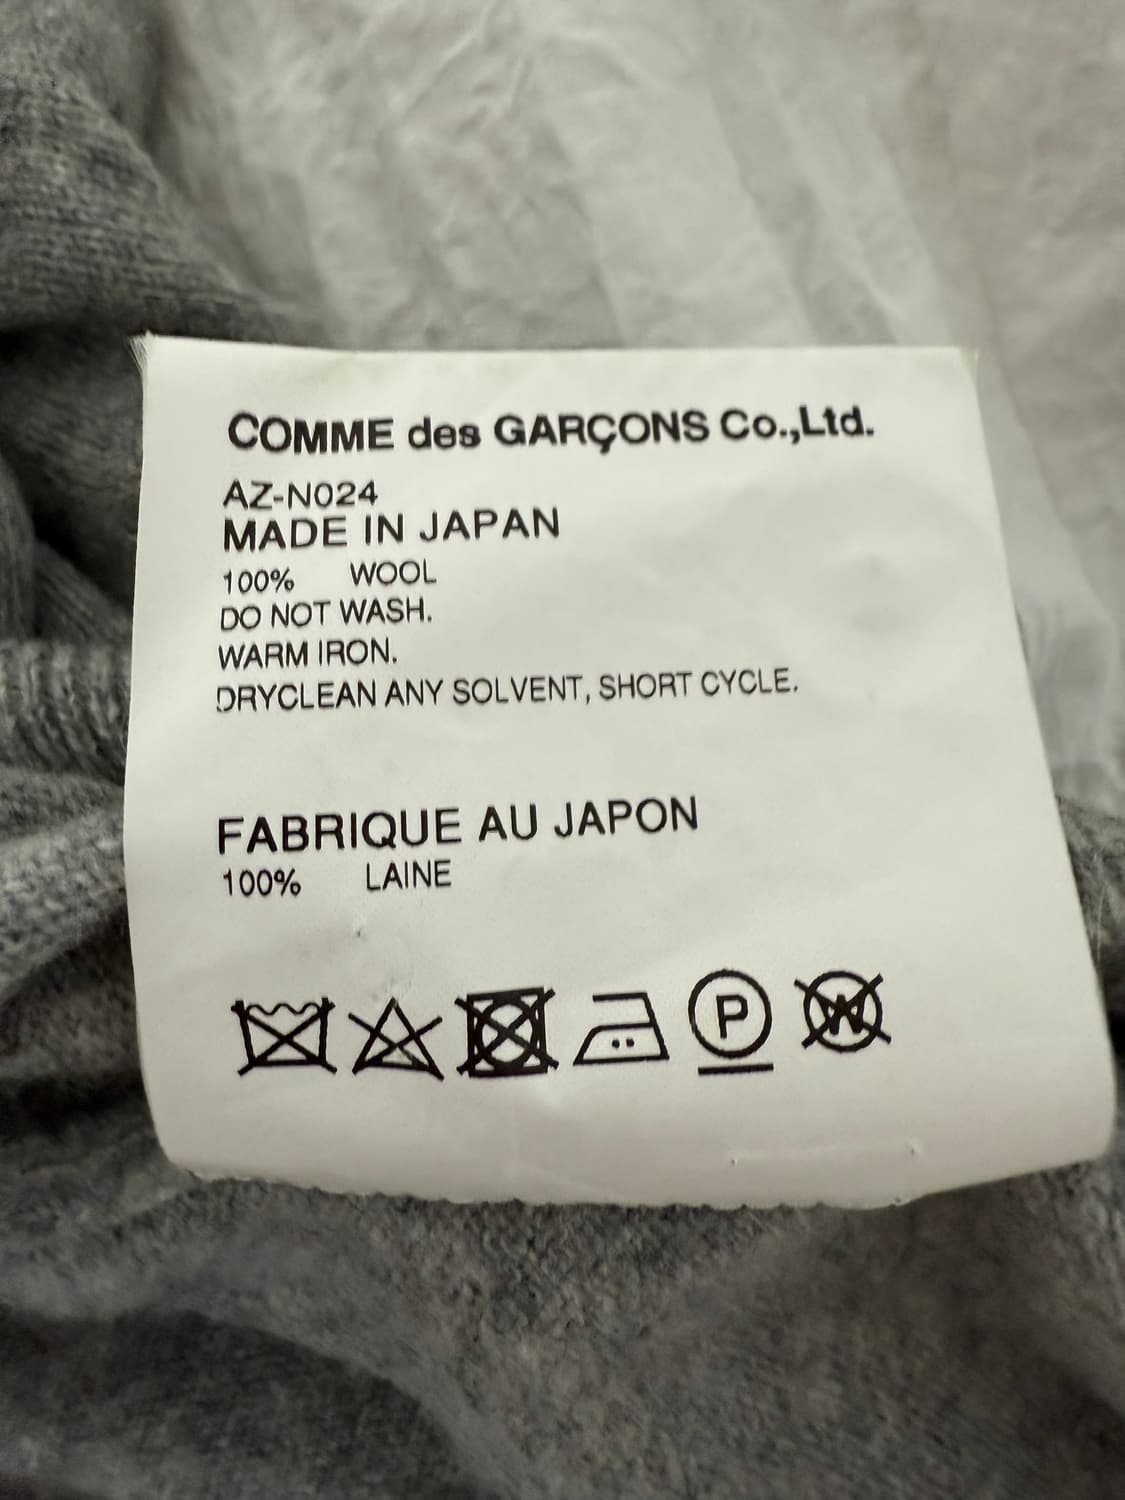 COMME des GARÇONS Co.,Ltd.
AZ-N024
MADE IN JAPAN
100% WOOL
DO NOT WASH.
WARM IRON.
DRYCLEAN ANY SOLVENT, SHORT CYCLE.
FABRIQUE AU JAPON
100% LAINE
P W